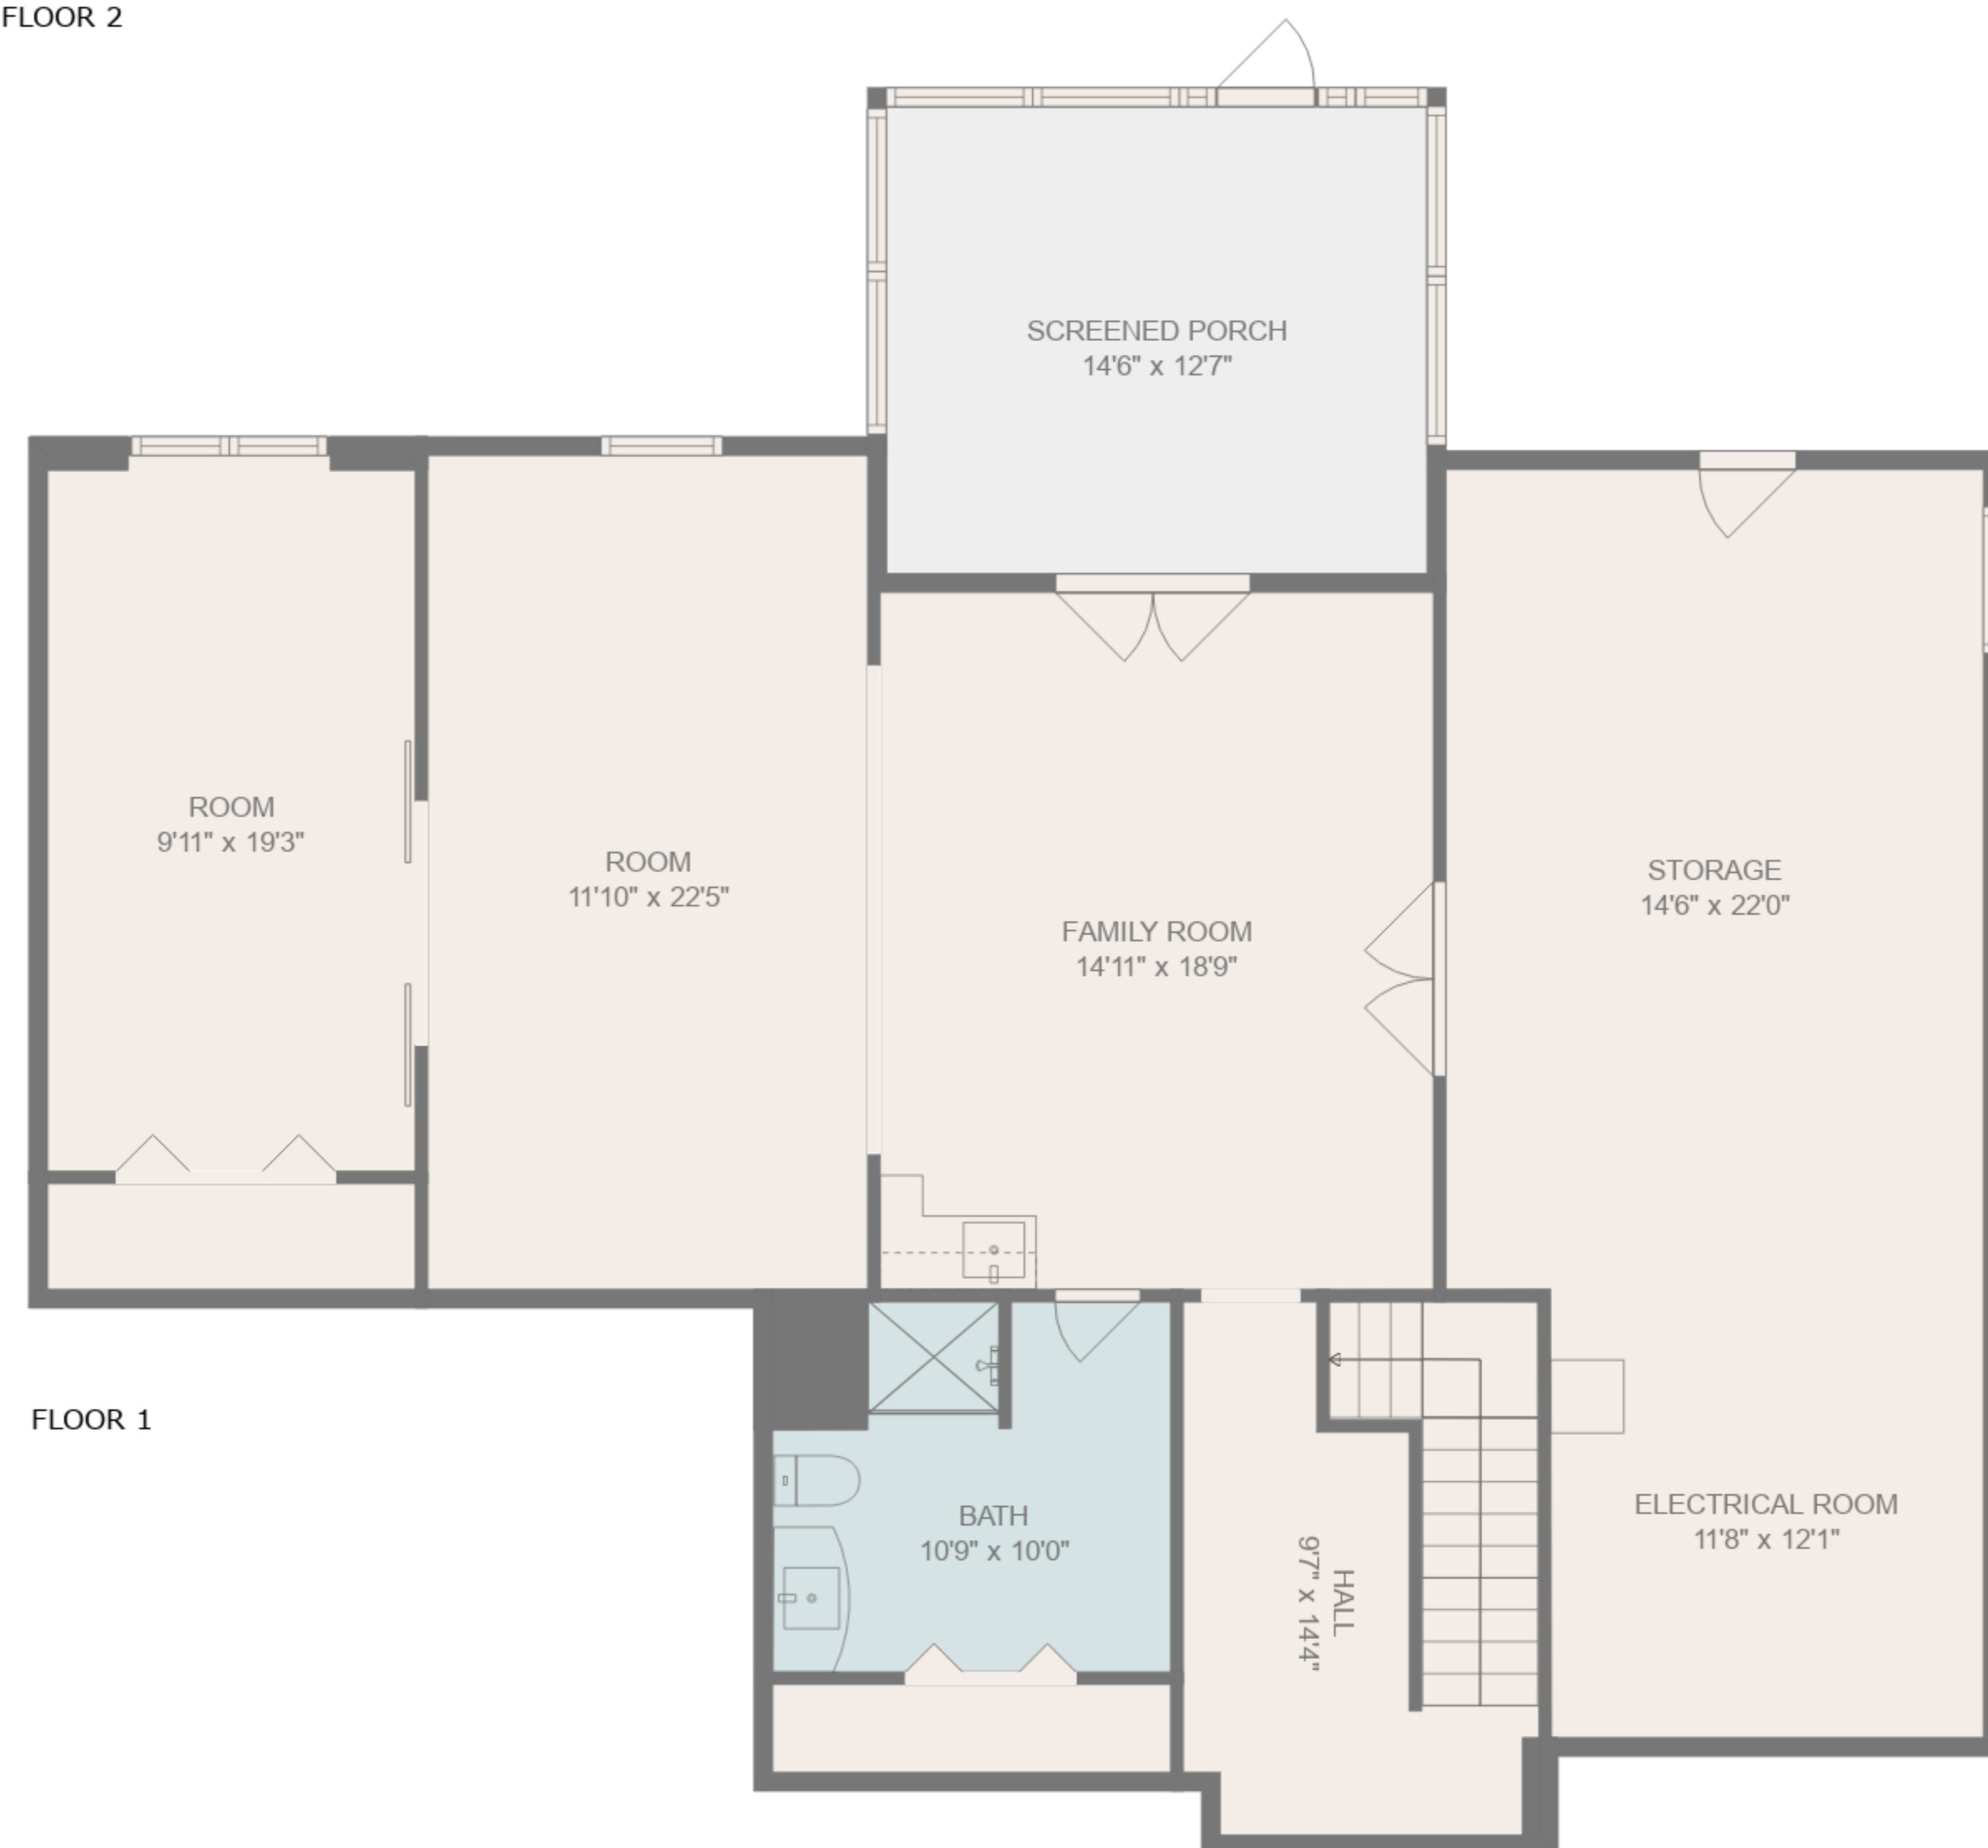 FLOOR 2
SCREENED PORCH
14'6" x 12'7"
ROOM
9'11" x 19'3"
ROOM
11'10" x 22'5"
FAMILY ROOM
14'11" x 18'9"
STORAGE
14'6" x 22'0"
FLOOR 1
BATH
10'9" x 10'0"
HALL
9'7" x 14'4"
ELECTRICAL ROOM
11'8" x 12'1"